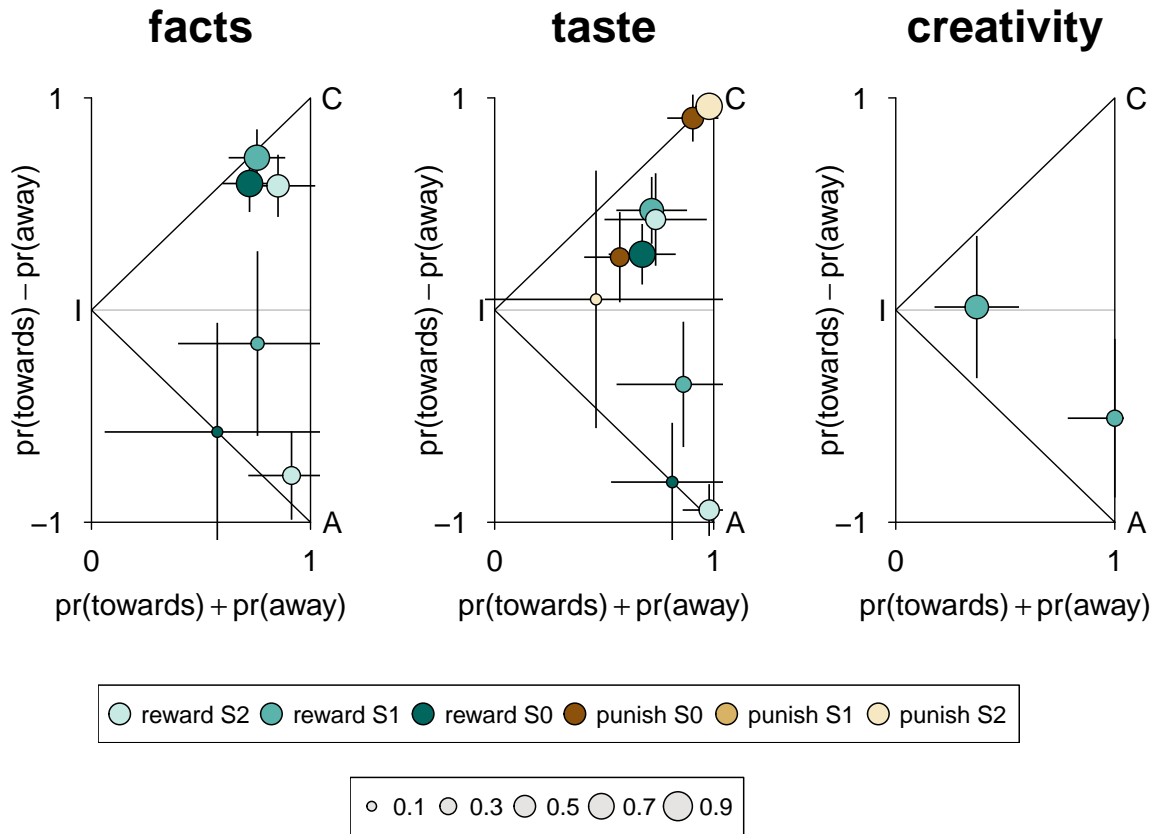 facts taste creativity
1 C 1 C 1 C
pr(towards) − pr(away) I pr(towards) − pr(away) I pr(towards) − pr(away) I
−1 A −1 A −1 A
0 1 0 1 0 1
pr(towards) + pr(away) pr(towards) + pr(away) pr(towards) + pr(away)
reward S2 reward S1 reward S0 punish S0 punish S1 punish S2
0.1 0.3 0.5 0.7 0.9